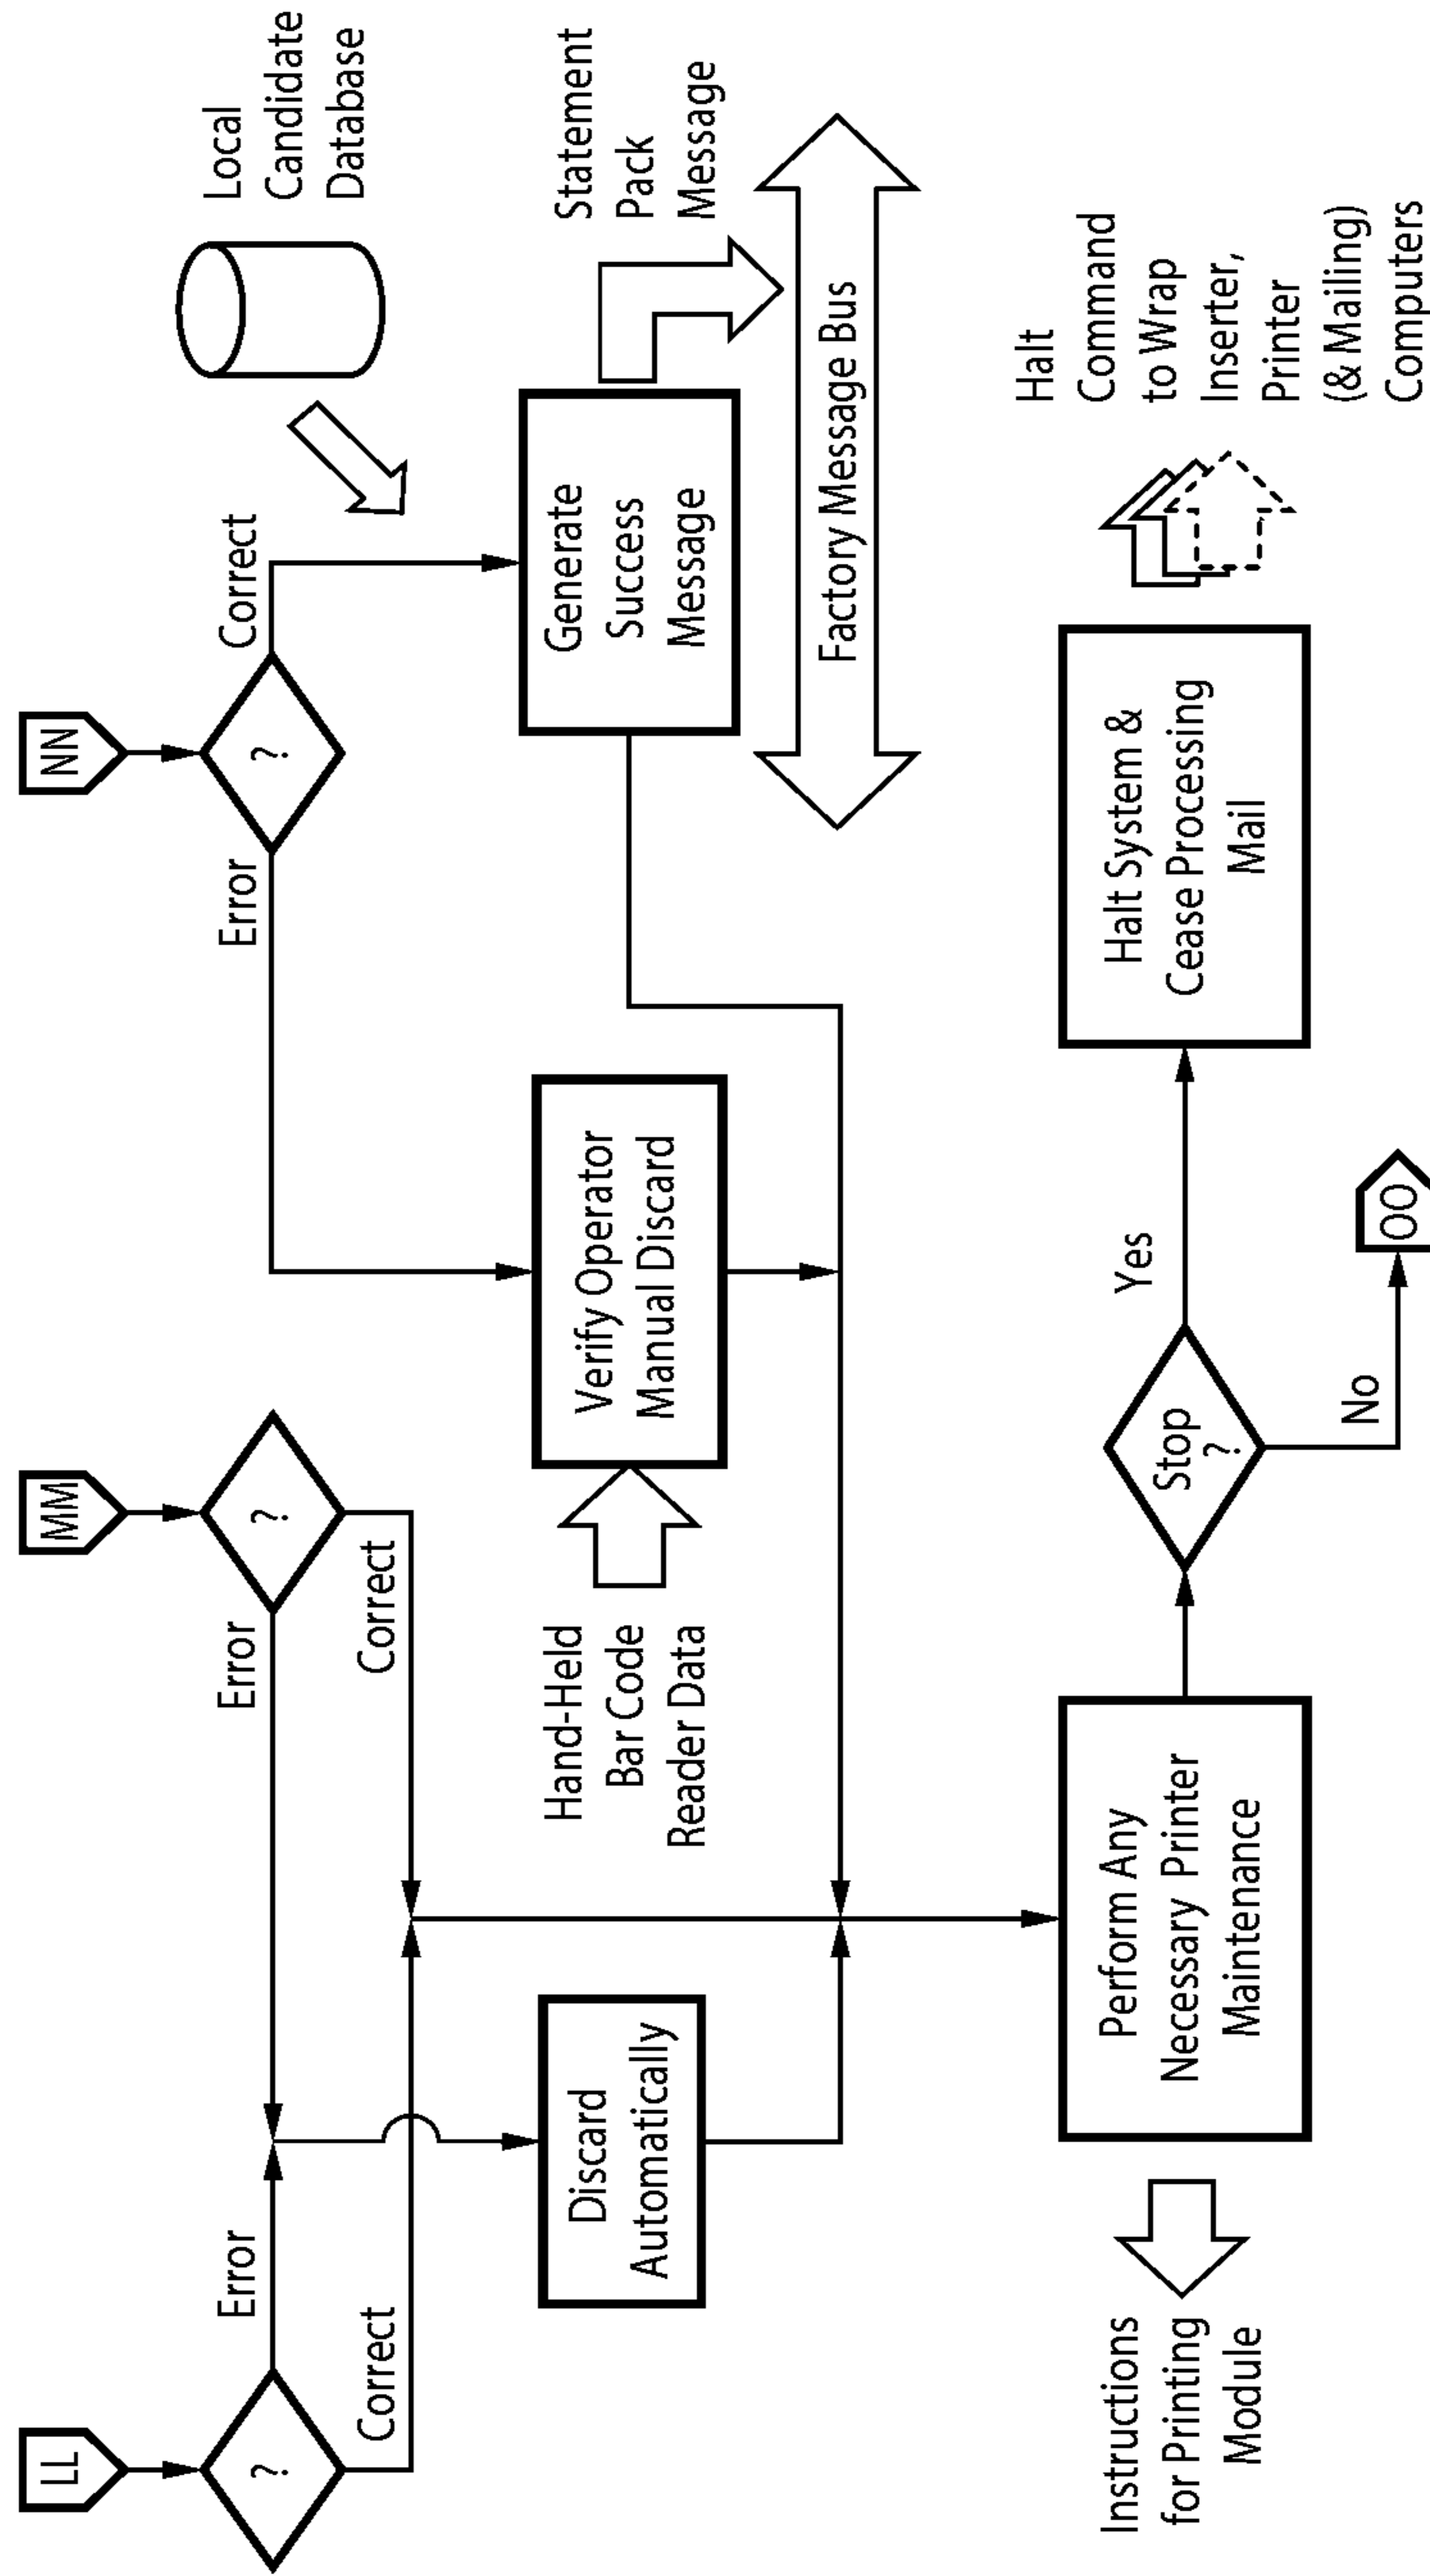 LL
MM
NN
?
?
?
Error
Error
Error
Correct
Correct
Correct
Local
Candidate
Database
Discard
Automatically
Hand-Held
Bar Code
Reader Data
Verify Operator
Manual Discard
Generate
Success
Message
Statement
Pack
Message
Factory Message Bus
Instructions
for Printing
Module
Perform Any
Necessary Printer
Maintenance
Stop
?
Yes
No
OO
Halt System &
Cease Processing
Mail
Halt
Command
to Wrap
Inserter,
Printer
(& Mailing)
Computers